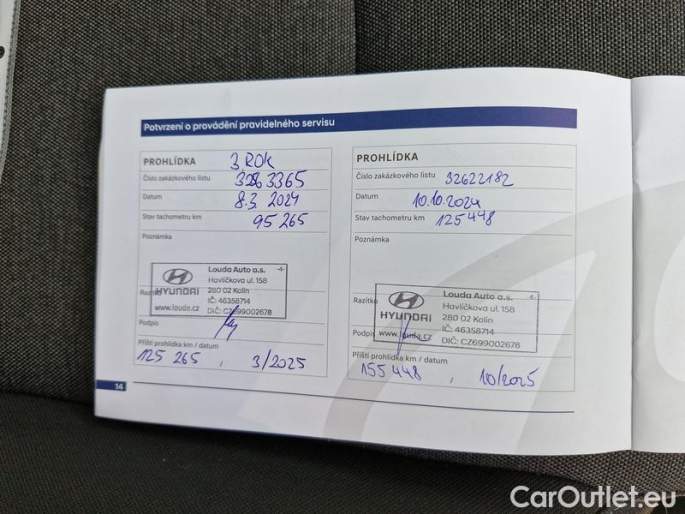 Potvrzení o provádění pravidelného servisu
PROHLÍDKA 3 ROK
Číslo zakázkového listu 3263365
Datum 8.3 2024
Stav tachometru km 95 265
Poznámka
HYUNDAI
www.louda.cz
Louda Auto a.s.
Havlíčkova ul. 158
280 02 Kolín
IČ: 46358714
DIČ: CZ699002678
Razítko
Podpis
Příští prohlídka km / datum
125 265, 3/2025
14
PROHLÍDKA
Číslo zakázkového listu 32622182
Datum 10.10.2024
Stav tachometru km 125 448
Poznámka
Razítko
HYUNDAI
www.louda.cz
Louda Auto a.s.
Havlíčkova ul. 158
280 02 Kolín
IČ: 46358714
DIČ: CZ699002678
Podpis
Příští prohlídka km / datum
155 448, 10/2025
CarOutlet.eu